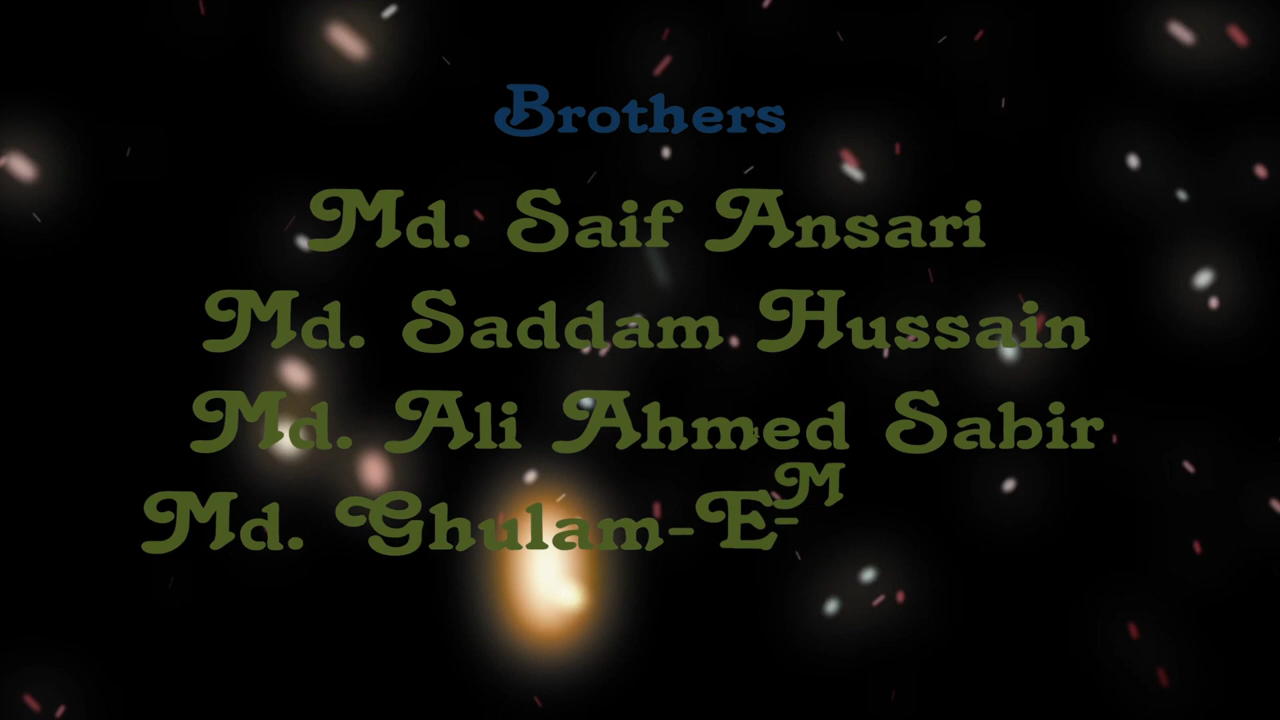 Brothers
Md. Saif Ansari
Md. Saddam Hussain
Md. Ali Ahmed Sabir
Md. Ghulam-E-M